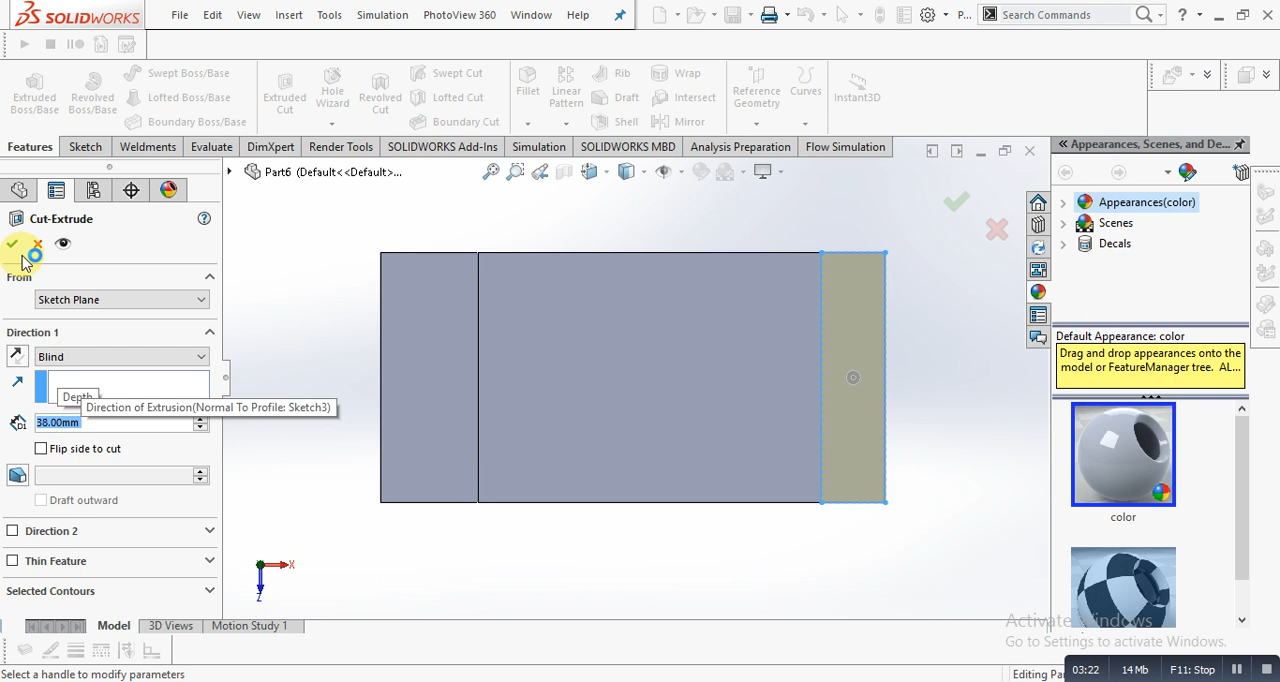 SOLIDWORKS File Edit View Insert Tools Simulation PhotoView 360 Window Help P... Search Commands ?
Extruded Boss/Base
Revolved Boss/Base
Swept Boss/Base
Lofted Boss/Base
Boundary Boss/Base
Extruded Cut
Hole Wizard
Revolved Cut
Swept Cut
Lofted Cut
Boundary Cut
Fillet
Linear Pattern
Rib
Draft
Shell
Wrap
Intersect
Mirror
Reference Geometry
Curves
Instant3D
Features Sketch Weldments Evaluate DimXpert Render Tools SOLIDWORKS Add-Ins Simulation SOLIDWORKS MBD Analysis Preparation Flow Simulation
Part6 (Default<<Default>...
Cut-Extrude ?
From
Sketch Plane
Direction 1
Blind
Depth
Direction of Extrusion(Normal To Profile: Sketch3)
38.00mm
Flip side to cut
Draft outward
Direction 2
Thin Feature
Selected Contours
X
Z
Appearances, Scenes, and De...
Appearances(color)
Scenes
Decals
Default Appearance: color
Drag and drop appearances onto the
model or FeatureManager tree. AL...
color
Model 3D Views Motion Study 1
Activate Windows
Go to Settings to activate Windows.
Select a handle to modify parameters
Editing Pa
03:22 14 Mb F11: Stop